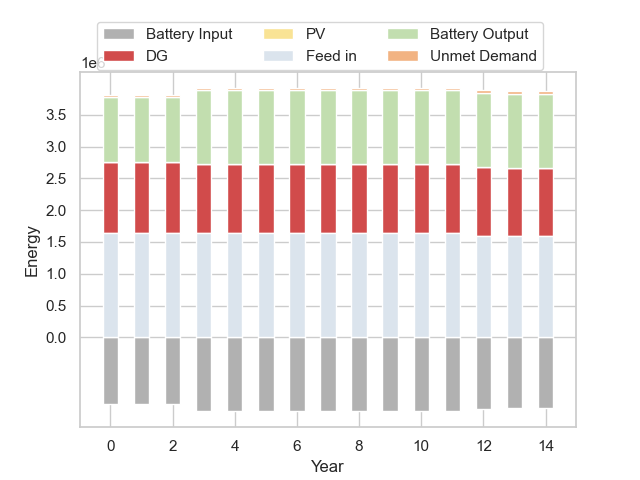 Battery Input PV Battery Output
DG Feed in Unmet Demand
1e6
3.5
3.0
2.5
2.0
1.5
1.0
0.5
0.0
Energy
0 2 4 6 8 10 12 14
Year